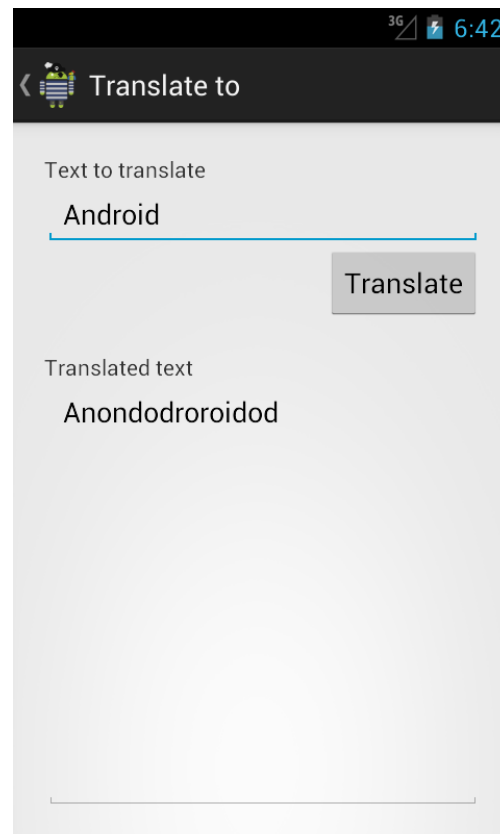 3G 6:42
Translate to
Text to translate
Android
Translate
Translated text
Anondodroroidod